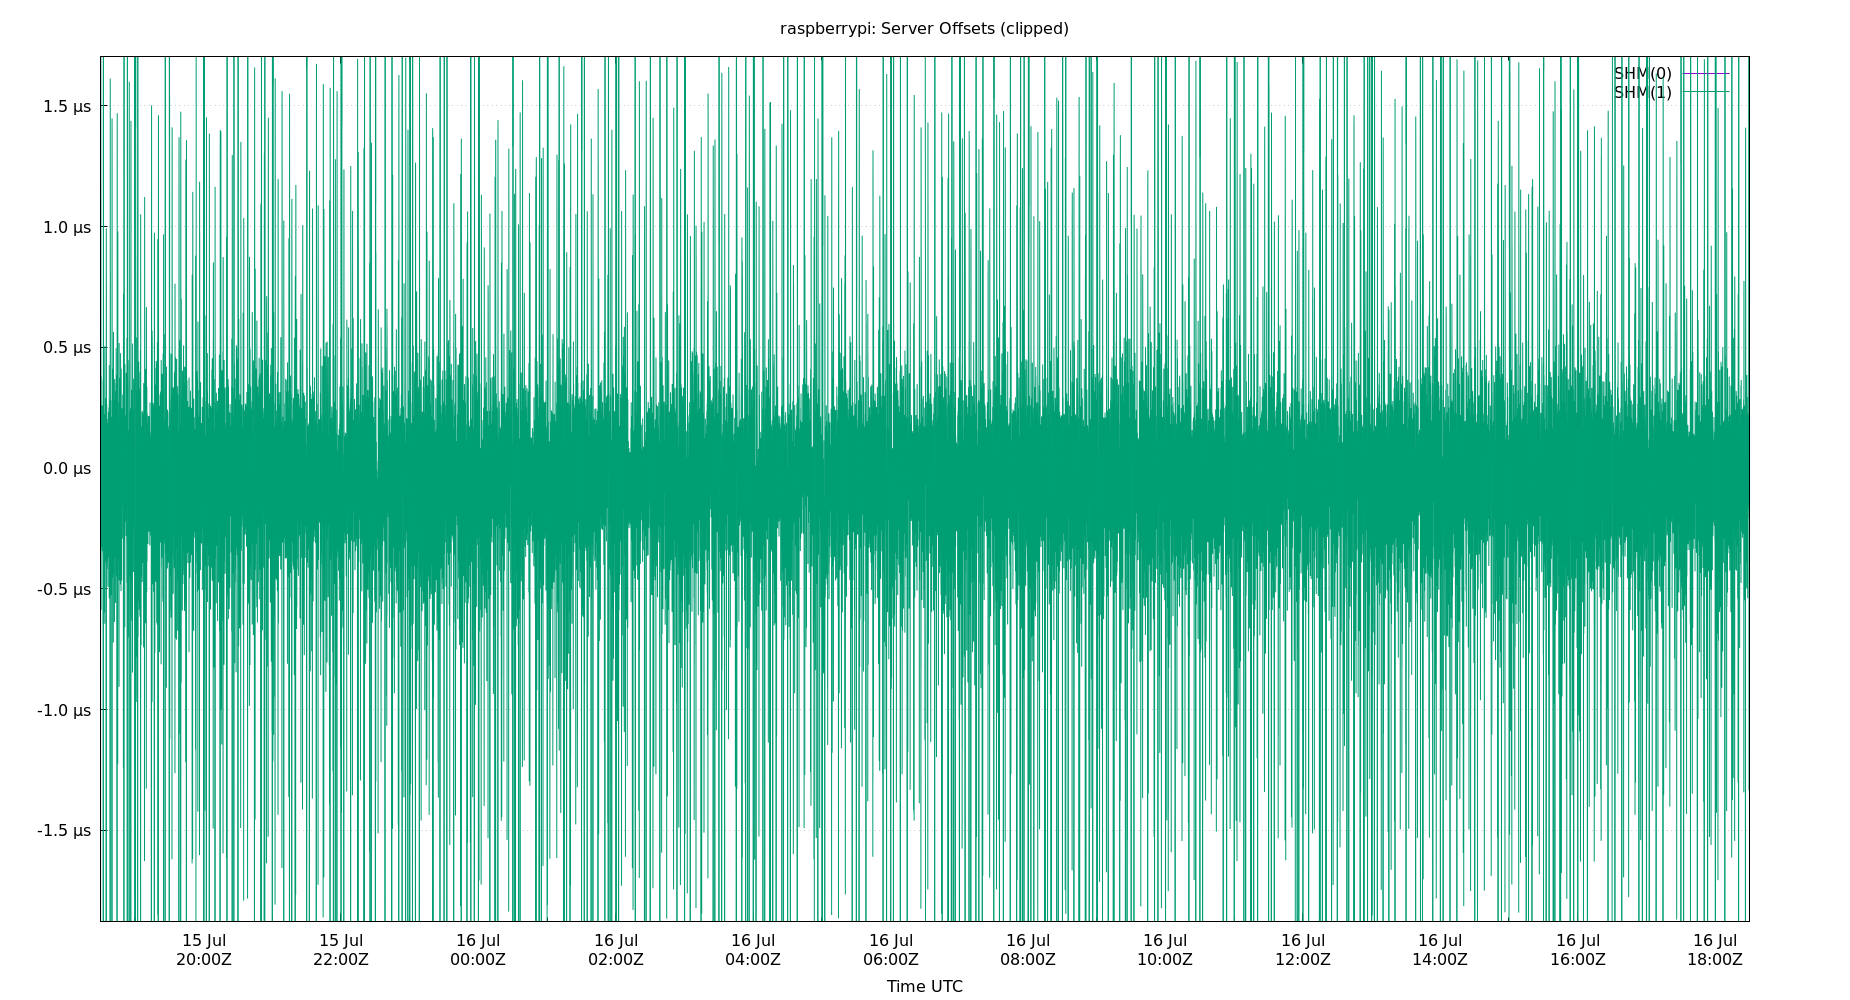 raspberrypi: Server Offsets (clipped)
SHM(0)
SHM(1)
1.5 µs
1.0 µs
0.5 µs
0.0 µs
-0.5 µs
-1.0 µs
-1.5 µs
15 Jul 15 Jul 16 Jul 16 Jul 16 Jul 16 Jul 16 Jul 16 Jul 16 Jul 16 Jul 16 Jul 16 Jul
20:00Z 22:00Z 00:00Z 02:00Z 04:00Z 06:00Z 08:00Z 10:00Z 12:00Z 14:00Z 16:00Z 18:00Z
Time UTC